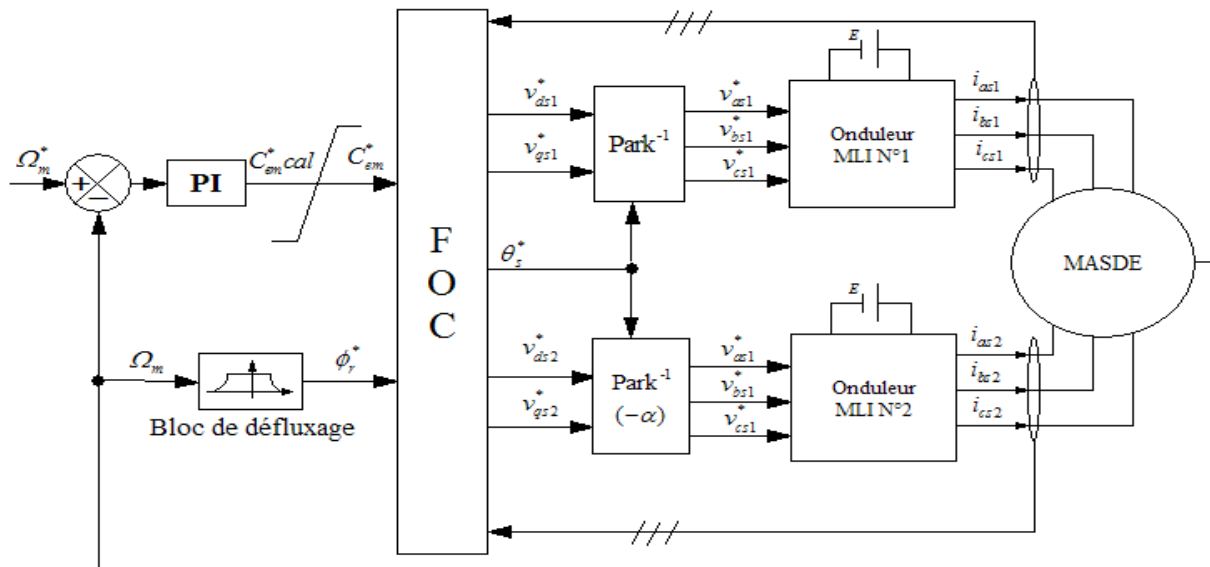 Ω*m
+
−
PI
C*em cal
C*em
Ωm
Bloc de défluxage
ϕ*r
F
O
C
v*ds1
v*qs1
θ*s
v*ds2
v*qs2
Park-1
Park-1
(−α)
v*as1
v*bs1
v*cs1
v*as1
v*bs1
v*cs1
E
Onduleur
MLI N°1
E
Onduleur
MLI N°2
ias1
ibs1
ics1
MASDE
ias2
ibs2
ics2